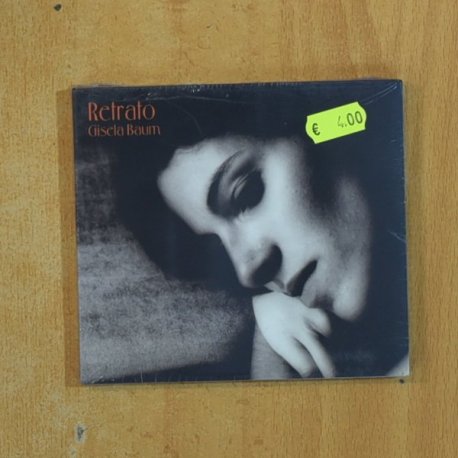 Retrato
Gisela Baum
€ 4.00